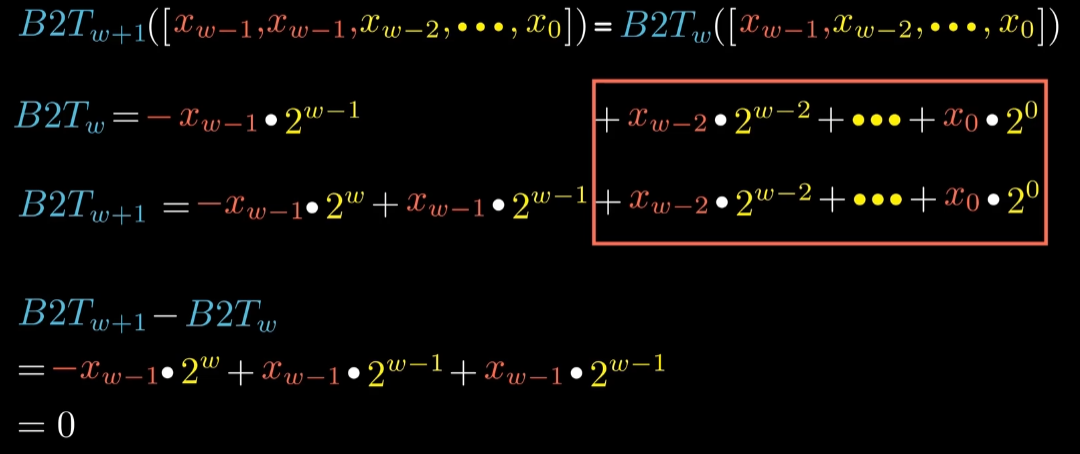 B2T_{w+1}([x_{w−1},x_{w−1},x_{w−2},•••,x_0])=B2T_w([x_{w−1},x_{w−2},•••,x_0])
B2T_w=−x_{w−1}•2^{w−1} +x_{w−2}•2^{w−2}+•••+x_0•2^0
B2T_{w+1}=−x_{w−1}•2^w+x_{w−1}•2^{w−1}+x_{w−2}•2^{w−2}+•••+x_0•2^0
B2T_{w+1}−B2T_w
=−x_{w−1}•2^w+x_{w−1}•2^{w−1}+x_{w−1}•2^{w−1}
=0